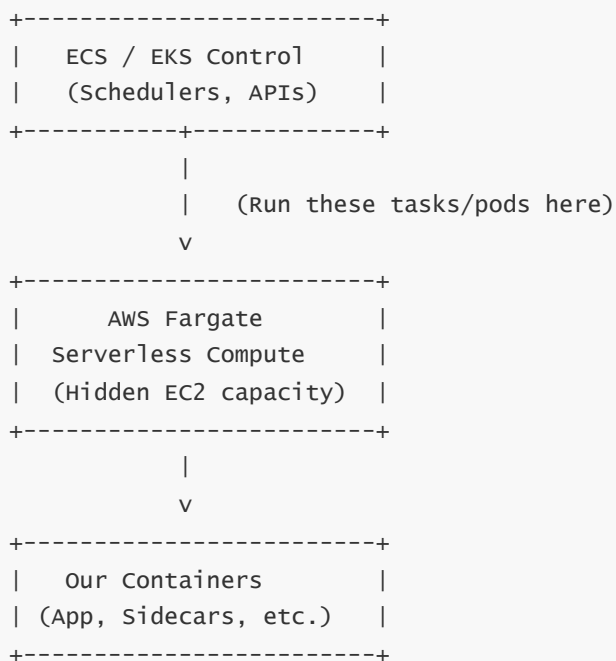 +--------------------------+
|   ECS / EKS Control      |
|   (Schedulers, APIs)     |
+-----------+--------------+
            |
            |   (Run these tasks/pods here)
            v
+--------------------------+
|      AWS Fargate         |
|  Serverless Compute      |
|  (Hidden EC2 capacity)   |
+--------------------------+
            |
            v
+--------------------------+
|   Our Containers         |
| (App, Sidecars, etc.)    |
+--------------------------+